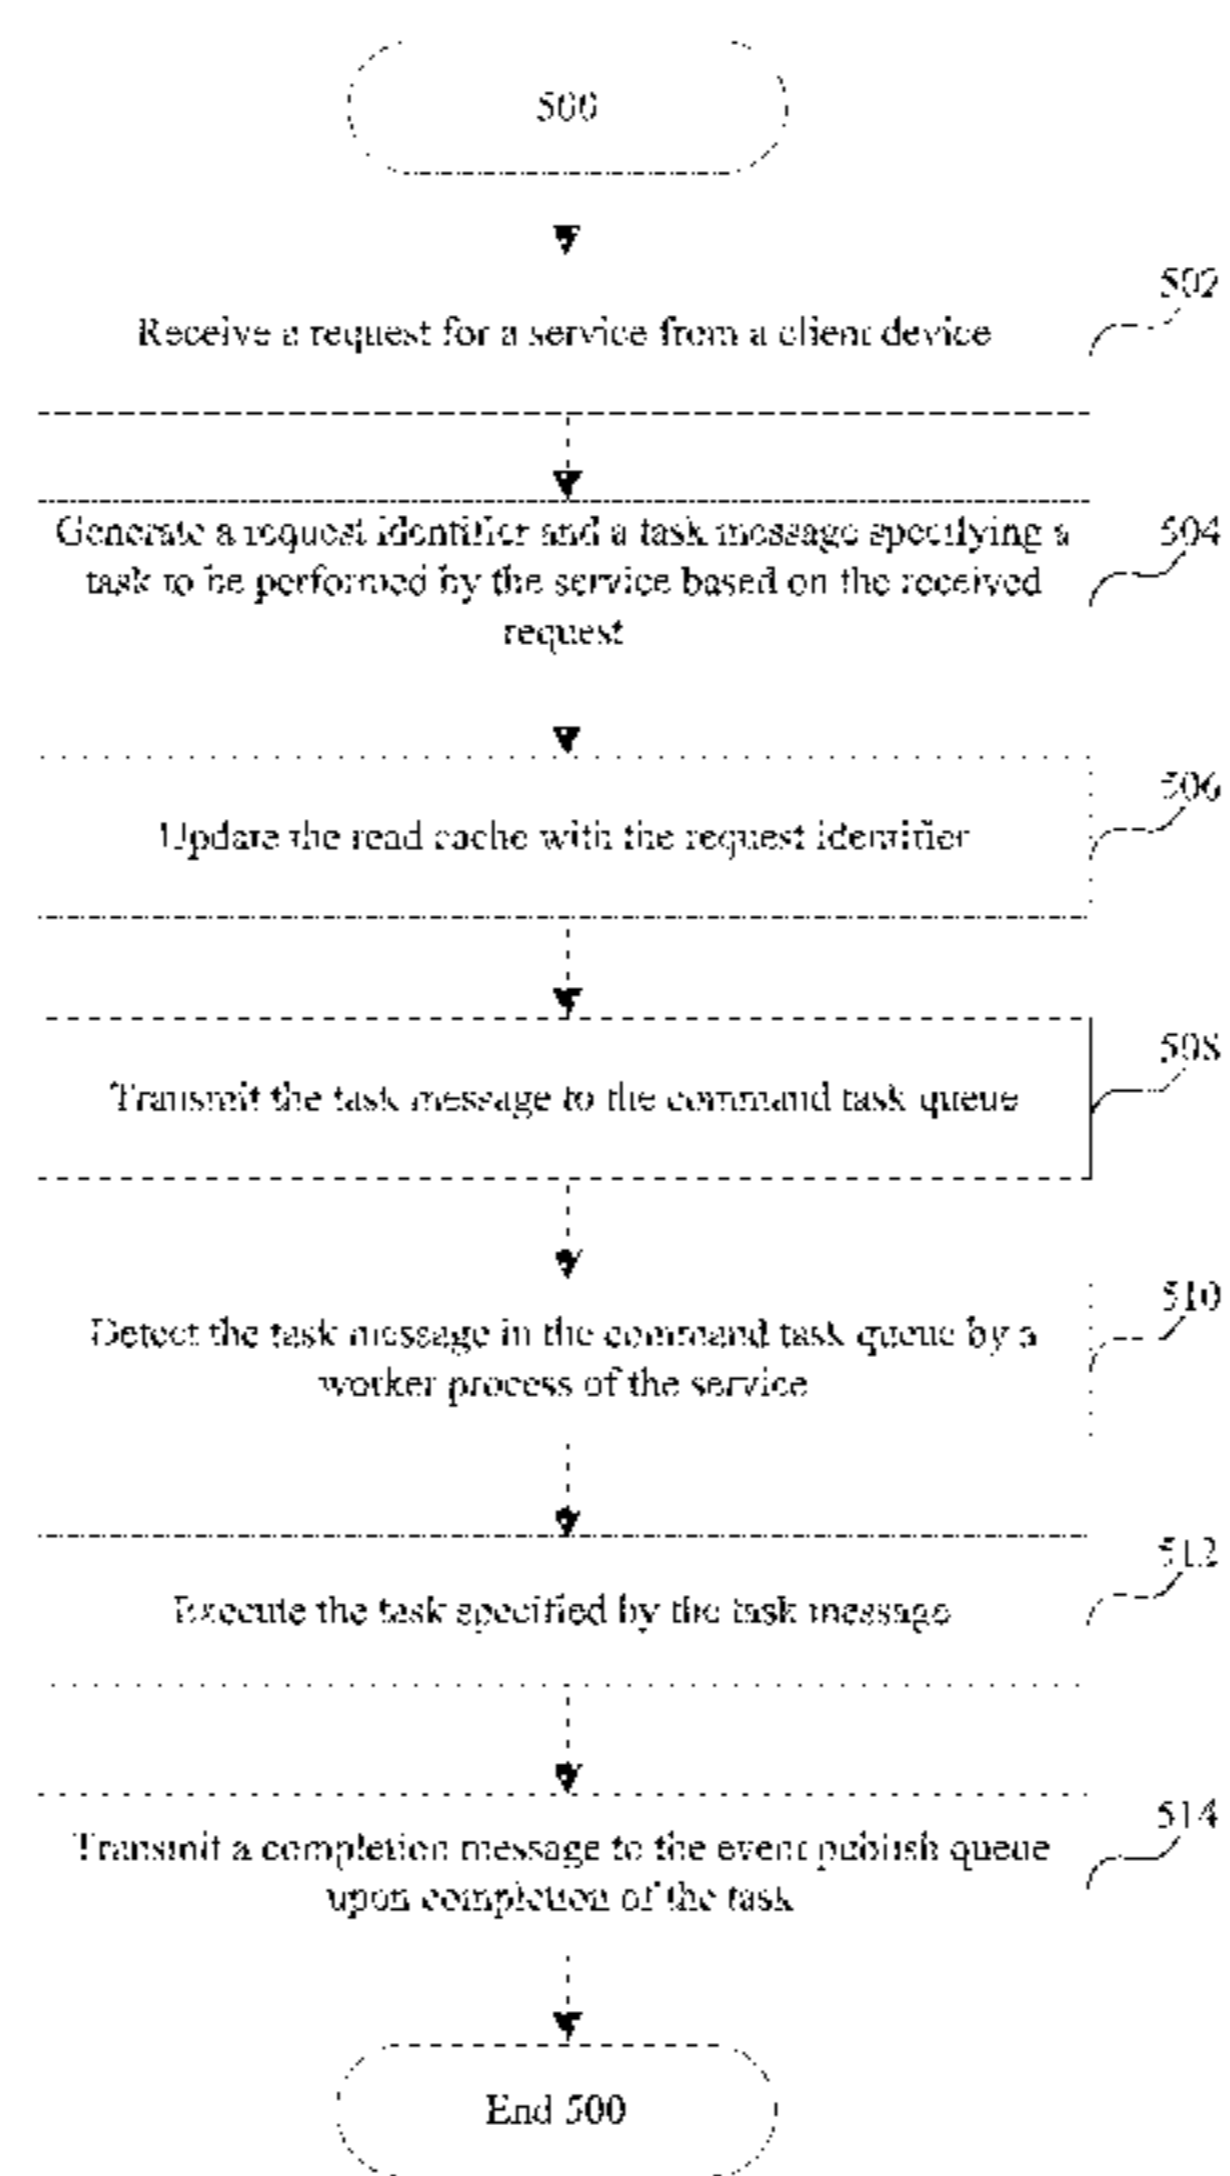 500
502
Receive a request for a service from a client device
504
Generate a request identifier and a task message specifying a
task to be performed by the service based on the received
request
506
Update the read cache with the request identifier
508
Transmit the task message to the command task queue
510
Detect the task message in the command task queue by a
worker process of the service
512
Execute the task specified by the task message
514
Transmit a completion message to the event publish queue
upon completion of the task
End 500